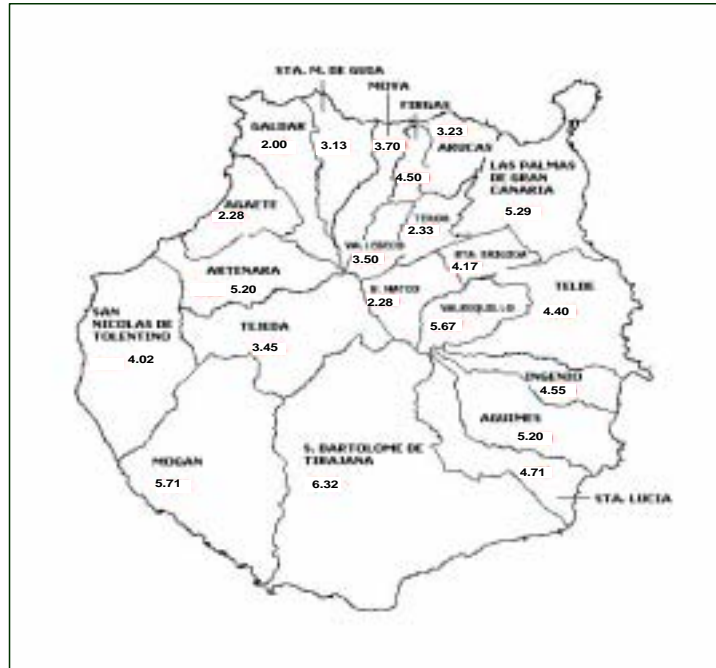 STA. M. DE GUIA
MOYA
FIRGAS
GALDAR
2.00
3.13
3.70
3.23
ARUCAS
4.50
LAS PALMAS
DE GRAN
CANARIA
5.29
AGAETE
2.28
TEROR
2.33
VALLESECO
3.50
STA. BRIGIDA
4.17
ARTENARA
5.20
S. MATEO
2.28
TELDE
4.40
SAN
NICOLAS DE
TOLENTINO
4.02
TEJEDA
3.45
VALSEQUILLO
5.67
INGENIO
4.55
AGUIMES
5.20
MOGAN
5.71
S. BARTOLOME DE
TIRAJANA
6.32
4.71
STA. LUCIA